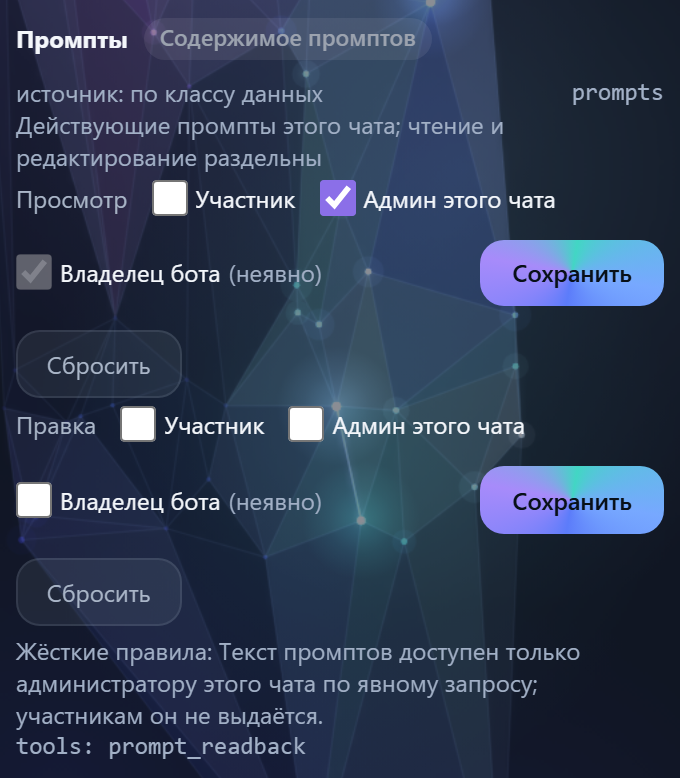 Промпты Содержимое промптов
источник: по классу данных prompts
Действующие промпты этого чата; чтение и
редактирование раздельны
Просмотр Участник Админ этого чата
Владелец бота (неявно) Сохранить
Сбросить
Правка Участник Админ этого чата
Владелец бота (неявно) Сохранить
Сбросить
Жёсткие правила: Текст промптов доступен только
администратору этого чата по явному запросу;
участникам он не выдаётся.
tools: prompt_readback